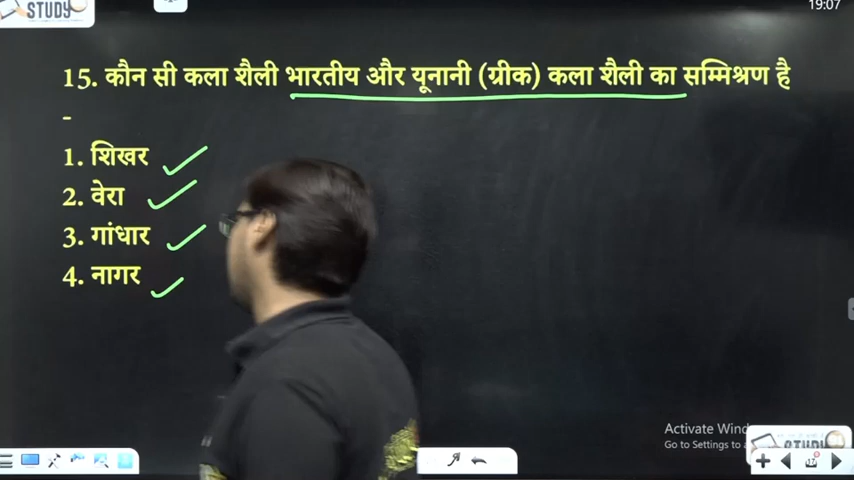 STUDY
19:07
15. कौन सी कला शैली भारतीय और यूनानी (ग्रीक) कला शैली का सम्मिश्रण है
-
1. शिखर
2. वेरा
3. गांधार
4. नागर
Activate Wind
Go to Settings to a
STUDY